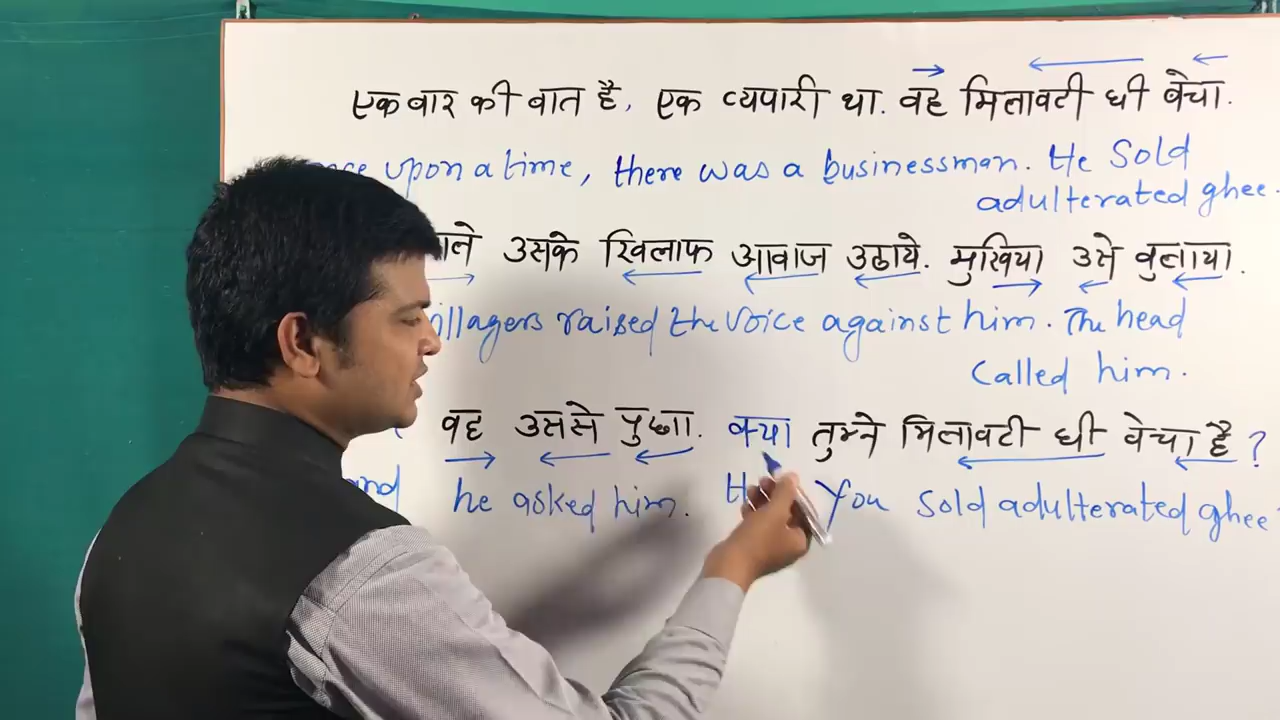 एक बार की बात है, एक व्यपारी था. वह मिलावटी घी बेचा.
upon a time, there was a businessman. He Sold
adulterated ghee.
उसके खिलाफ आवाज उठाये. मुखिया उसे बुलाया.
raised the voice against him. The head
Called him.
वह उससे पुछा. क्या तुमने मिलावटी घी बेचा है?
and he asked him. You Sold adulterated ghee